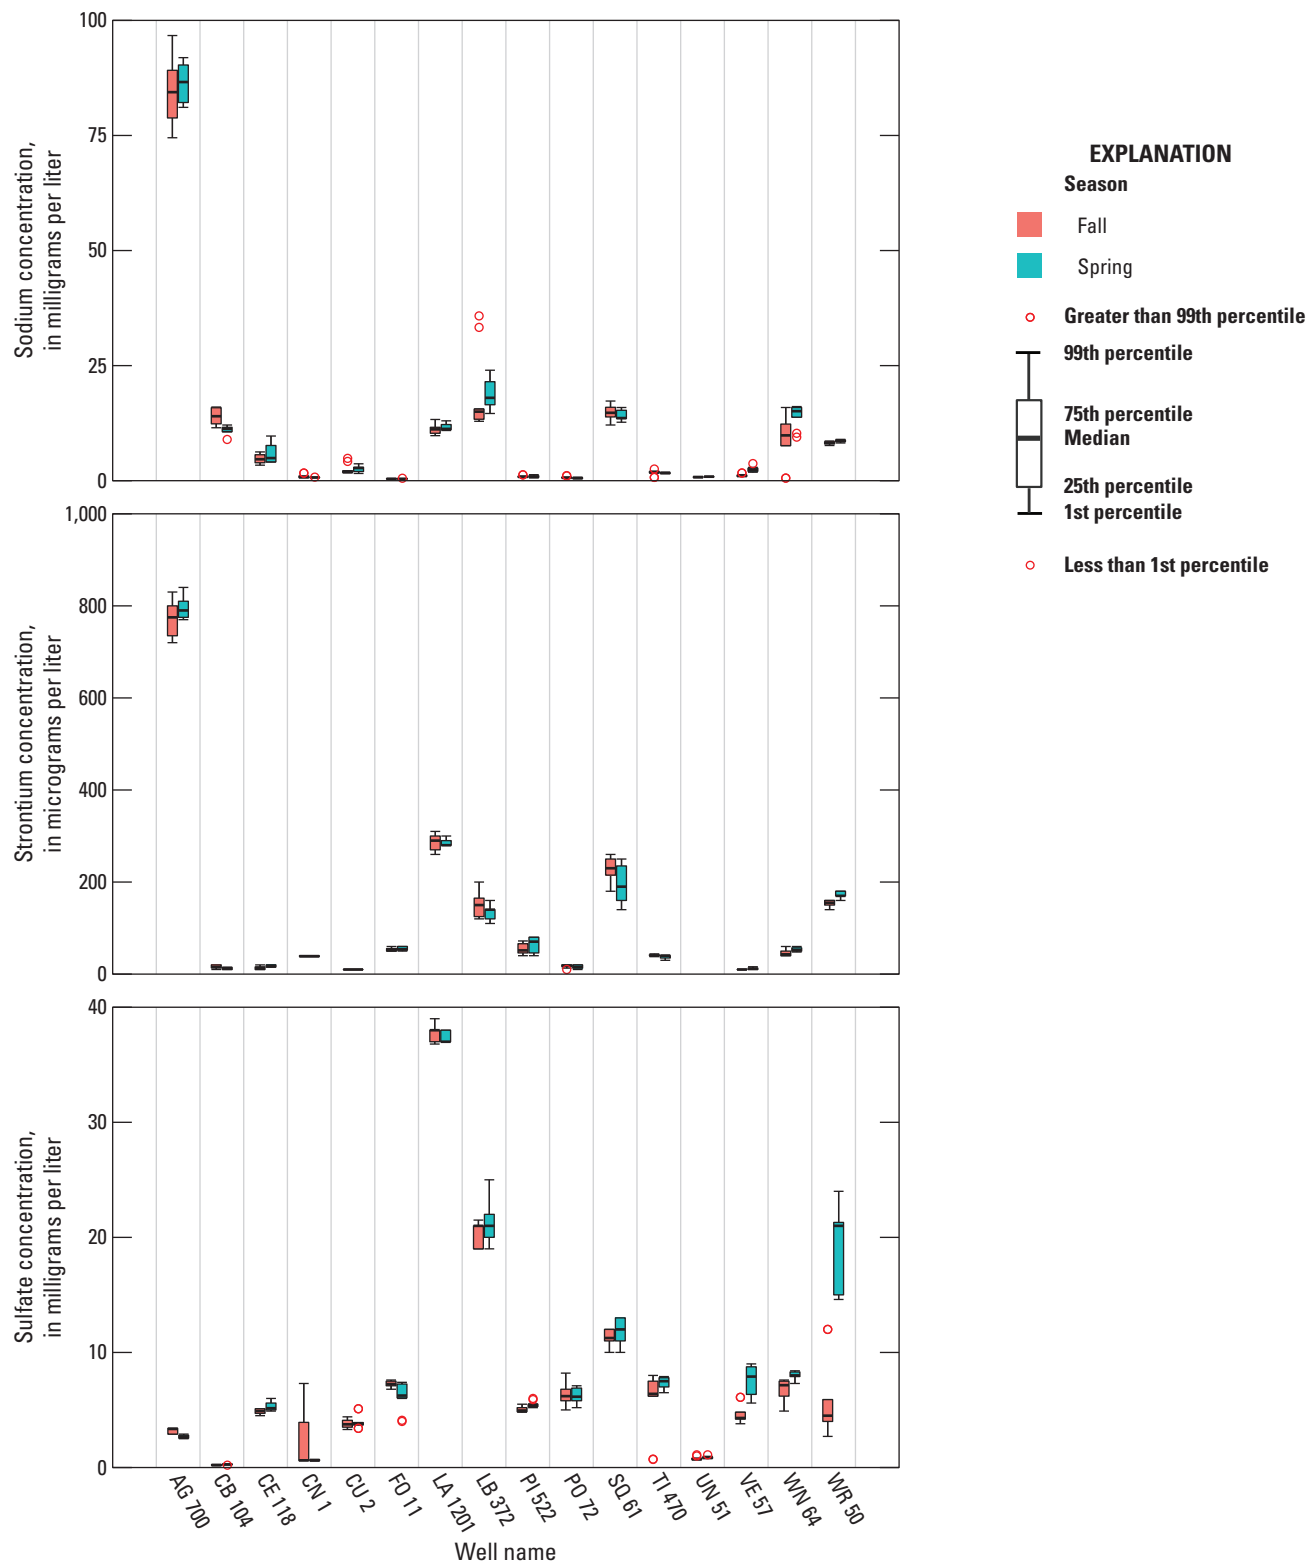 100
75
50
25
0
Sodium concentration,
in milligrams per liter
1,000
800
600
400
200
0
Strontium concentration,
in micrograms per liter
40
30
20
10
0
Sulfate concentration,
in milligrams per liter
AG 700
CB 104
CE 118
CN 1
CU 2
FO 11
LA 1201
LB 372
PI 522
PO 72
SQ 61
TI 470
UN 51
VE 57
WN 64
WR 50
Well name
EXPLANATION
Season
Fall
Spring
Greater than 99th percentile
99th percentile
75th percentile
Median
25th percentile
1st percentile
Less than 1st percentile